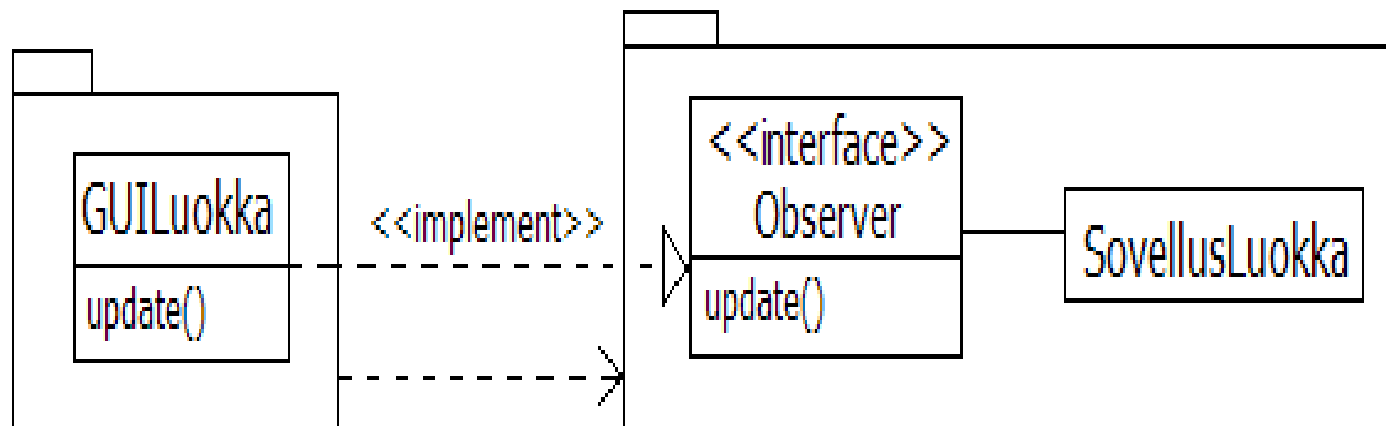 GUILuokka
update()
<<implement>>
<<interface>>
Observer
update()
SovellusLuokka